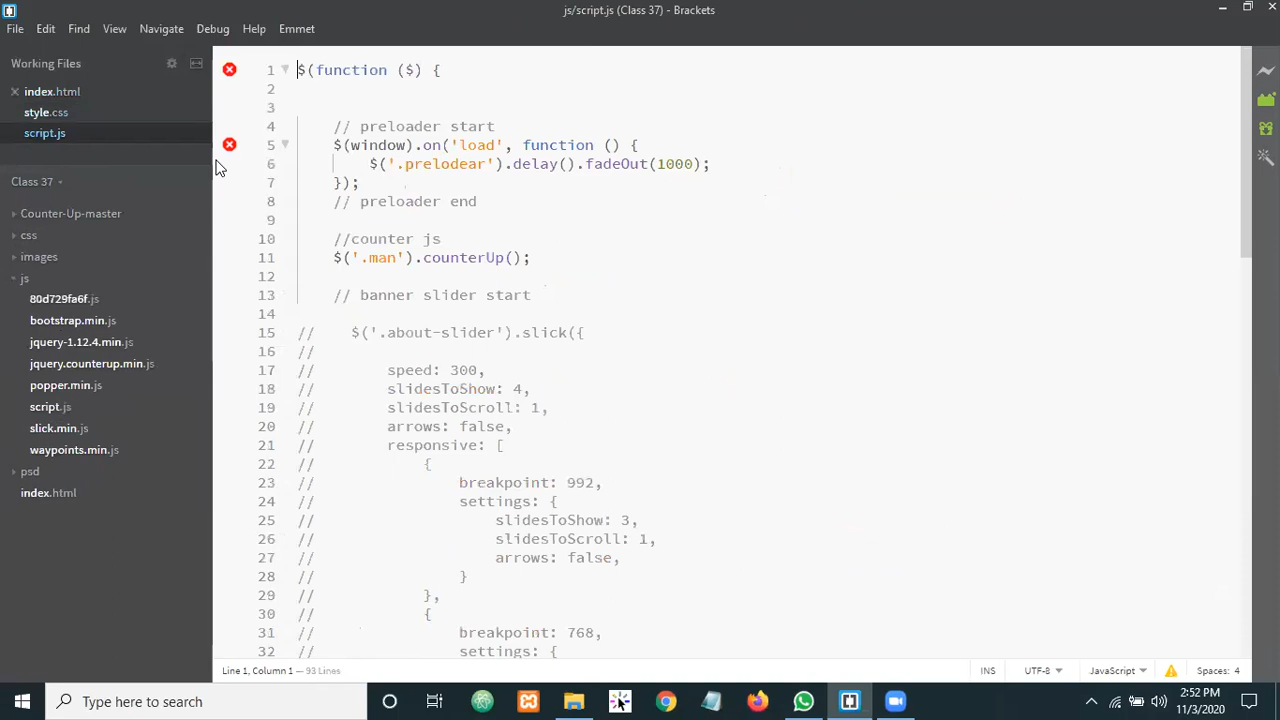 js/script.js (Class 37) - Brackets
File Edit Find View Navigate Debug Help Emmet
Working Files
index.html
style.css
script.js
Class 37
Counter-Up-master
css
images
js
80d729fa6f.js
bootstrap.min.js
jquery-1.12.4.min.js
jquery.counterup.min.js
popper.min.js
script.js
slick.min.js
waypoints.min.js
psd
index.html
1 $(function ($) {
2
3
4 // preloader start
5 $(window).on('load', function () {
6 $('.prelodear').delay().fadeOut(1000);
7 });
8 // preloader end
9
10 //counter js
11 $('.man').counterUp();
12
13 // banner slider start
14
15 // $('.about-slider').slick({
16 //
17 // speed: 300,
18 // slidesToShow: 4,
19 // slidesToScroll: 1,
20 // arrows: false,
21 // responsive: [
22 // {
23 // breakpoint: 992,
24 // settings: {
25 // slidesToShow: 3,
26 // slidesToScroll: 1,
27 // arrows: false,
28 // }
29 // },
30 // {
31 // breakpoint: 768,
32 // settings: {
Line 1, Column 1 — 93 Lines
INS UTF-8 JavaScript Spaces: 4
Type here to search
2:52 PM
11/3/2020